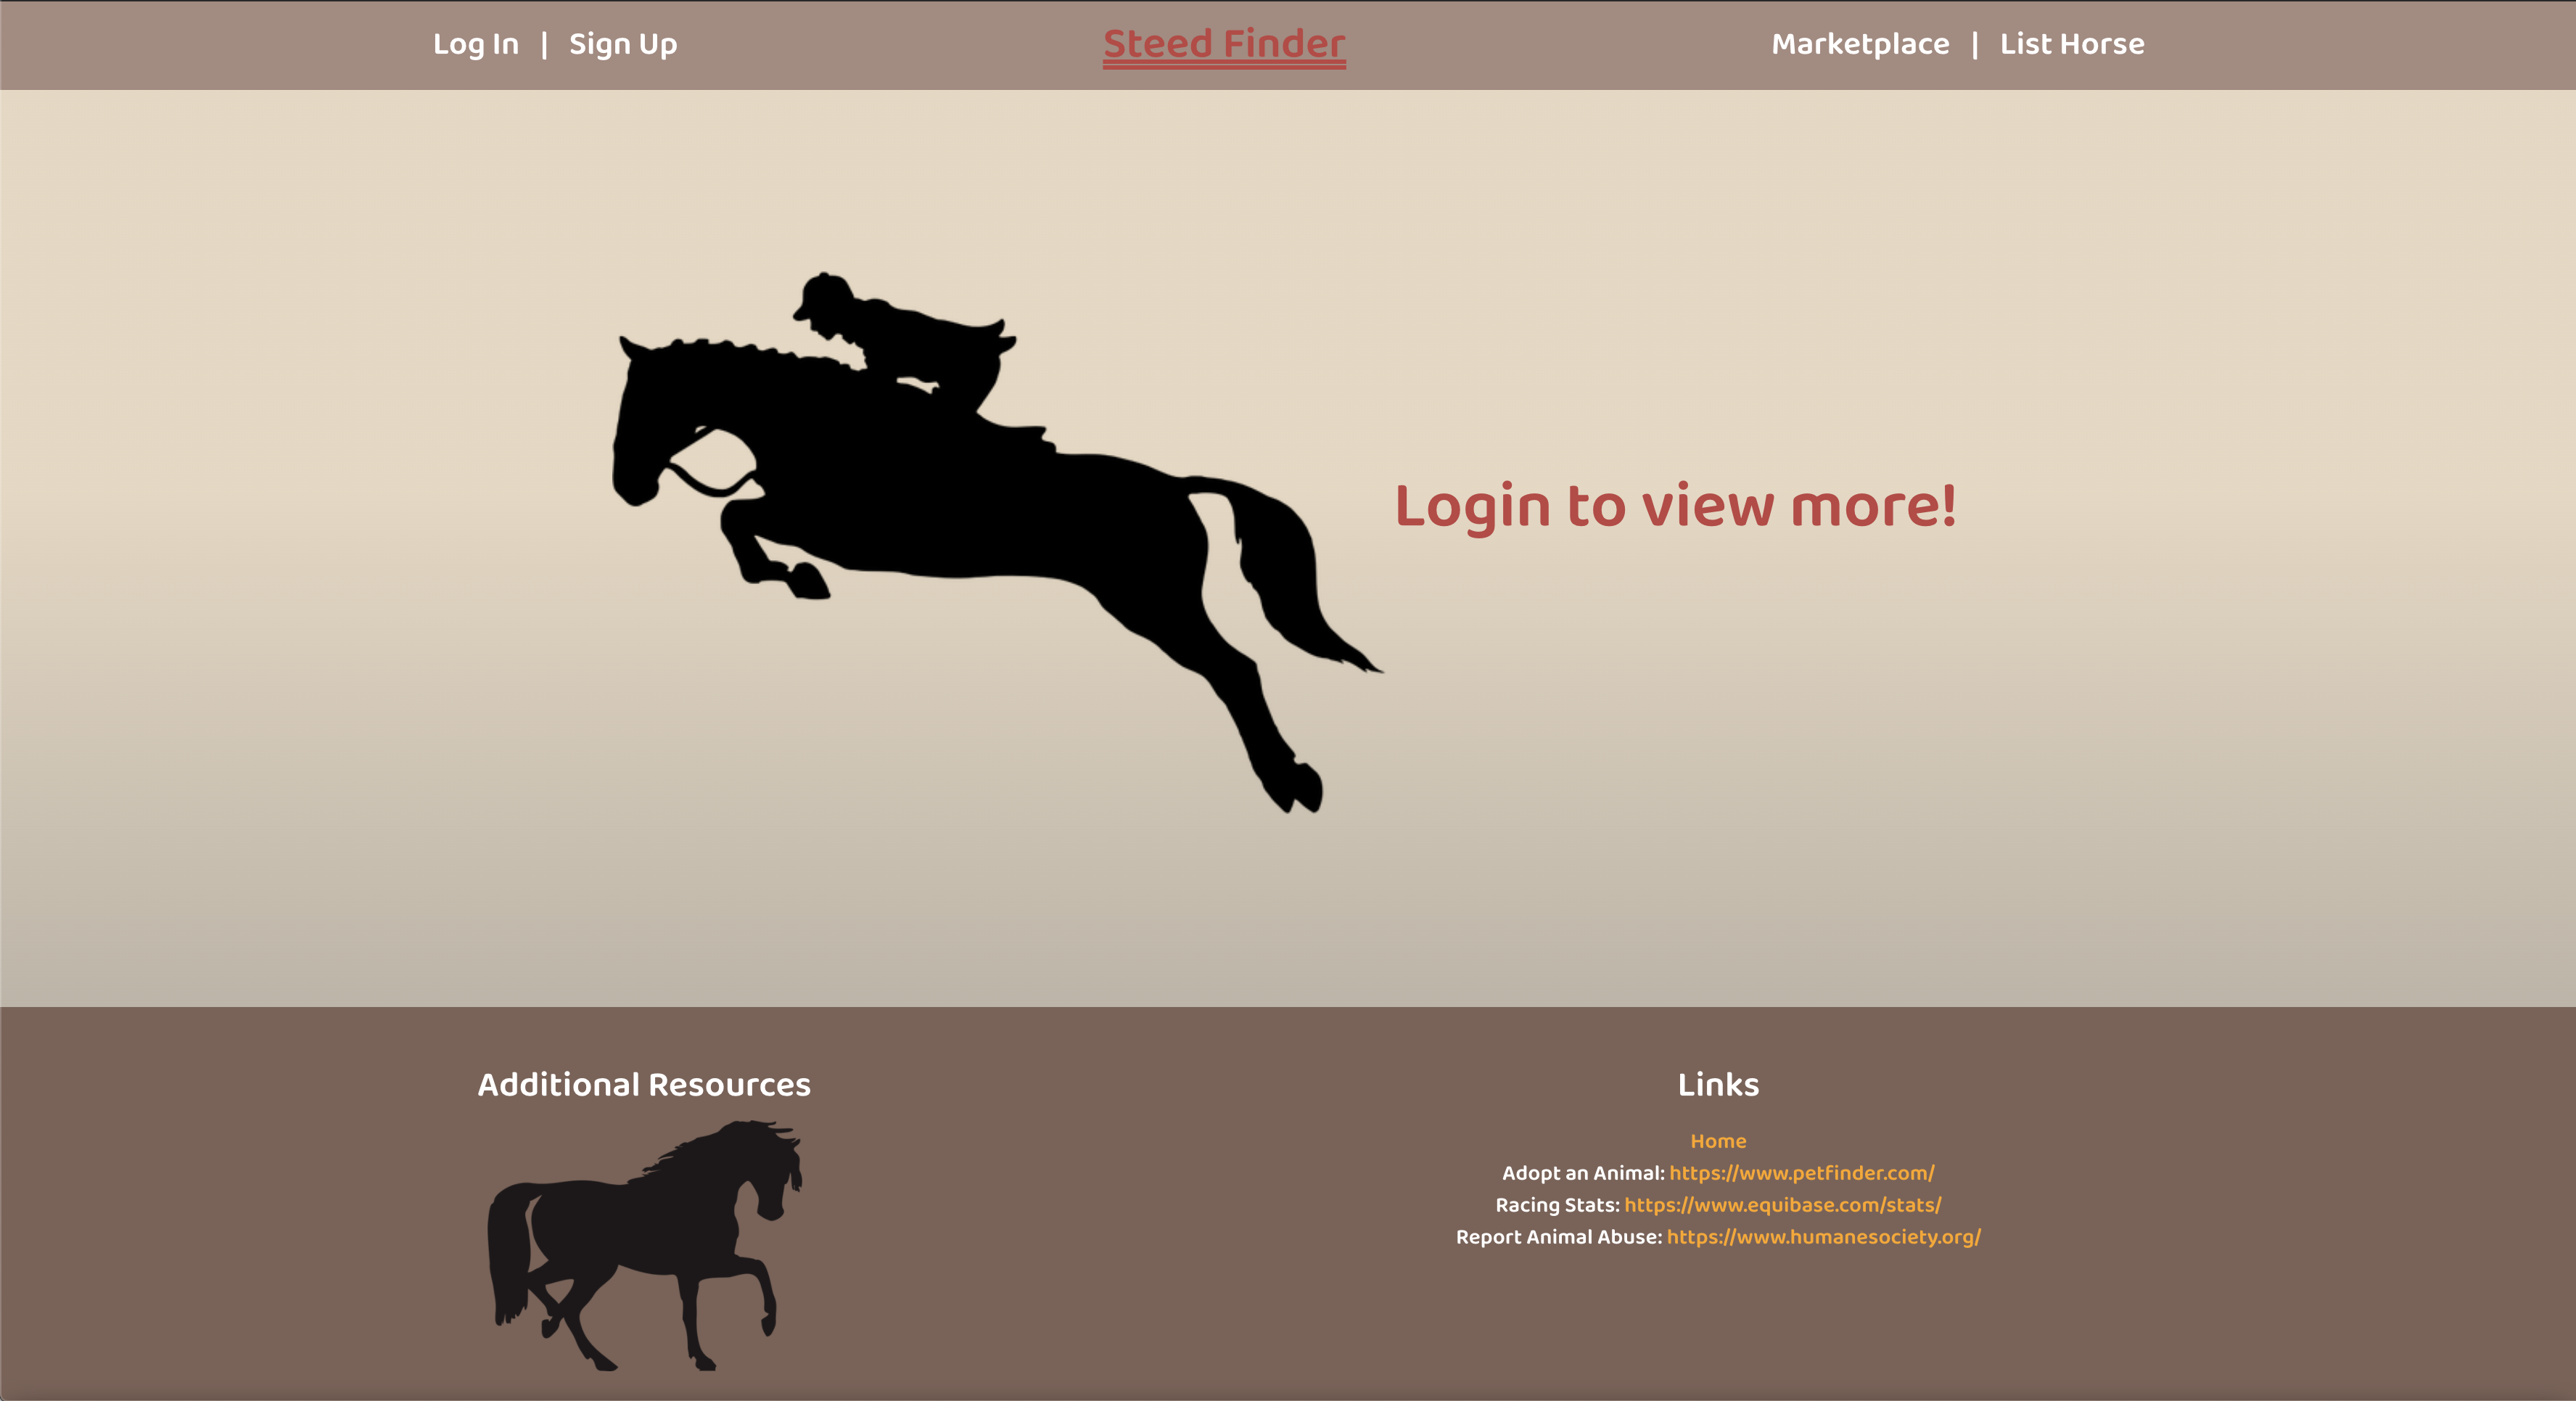 Log In | Sign Up
Steed Finder
Marketplace | List Horse
Login to view more!
Additional Resources
Links
Home
Adopt an Animal: https://www.petfinder.com/
Racing Stats: https://www.equibase.com/stats/
Report Animal Abuse: https://www.humanesociety.org/